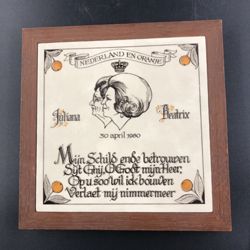 NEDERLAND EN ORANJE
Juliana Beatrix
30 april 1980
Mijn Schild ende betrouwen
Sijt Ghij, O Godt mijn Heer,
Op u soo wil ick bouwen
Verlaet mij nimmermeer